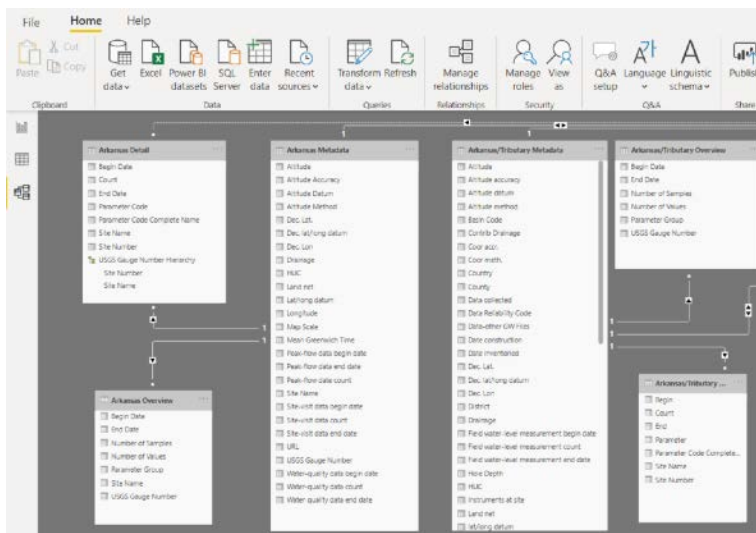 File Home Help
Paste
Cut
Copy
Get data
Excel
Power BI datasets
SQL Server
Enter data
Recent sources
Transform data
Refresh
Manage relationships
Manage roles
View as
Q&A setup
Language
Linguistic schema
Publish
Clipboard
Data
Queries
Relationships
Security
Q&A
Share
Arkansas Detail
Begin Date
Count
End Date
Parameter Code
Parameter Code Complete Name
Site Name
Site Number
USGS Gauge Number Hierarchy
Site Number
Site Name
Arkansas Overview
Begin Date
End Date
Number of Samples
Number of Values
Parameter Group
Site Name
USGS Gauge Number
1
1
1
Arkansas Metadata
Altitude
Altitude Accuracy
Altitude Datum
Altitude Method
Dec. Lat.
Dec. lat/long datum
Dec. Lon
Drainage
HUC
Land net
Lat/long datum
Longitude
Map Scale
Mean Greenwich Time
Peak-flow data begin date
Peak-flow data end date
Peak-flow date count
Site Name
Site-visit data begin date
Site-visit data count
Site-visit data end date
URL
USGS Gauge Number
Water-quality data begin date
Water-quality data count
Water quality data end date
1
Arkansas/Tributary Metadata
Altitude
Altitude accuracy
Altitude datum
Altitude method
Basin Code
Contrib Drainage
Coor accr.
Coor meth.
Country
County
Data collected
Data Reliability Code
Data-other GW Files
Date construction
Date inventoried
Dec. Lat.
Dec. lat/long datum
Dec. Lon
District
Drainage
Field water-level measurement begin date
Field water-level measurement count
Field water-level measurement end date
Hole Depth
HUC
Instruments at site
Land net
lat/long datum
1
1
1
Arkansas/Tributary Overview
Begin Date
End Date
Number of Samples
Number of Values
Parameter Group
USGS Gauge Number
Arkansas/Tributary ...
Begin
Count
End
Parameter
Parameter Code Complete...
Site Name
Site Number